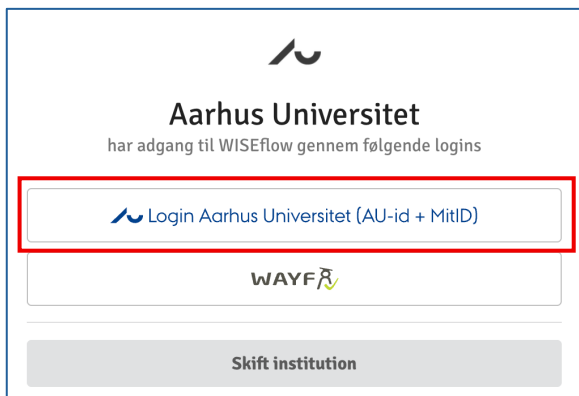 Aarhus Universitet
har adgang til WISEflow gennem følgende logins
Login Aarhus Universitet (AU-id + MitID)
WAYF
Skift institution